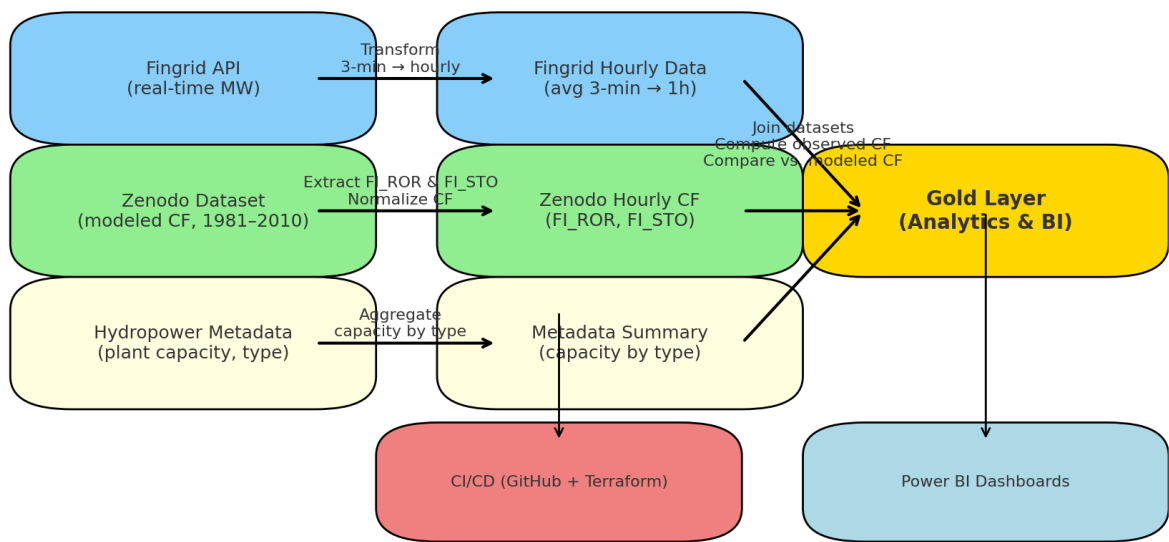 Fingrid API
(real-time MW)
Transform
3-min → hourly
Fingrid Hourly Data
(avg 3-min → 1h)
Join datasets
Compute observed CF
Compare vs. modeled CF
Zenodo Dataset
(modeled CF, 1981–2010)
Extract FI_ROR & FI_STO
Normalize CF
Zenodo Hourly CF
(FI_ROR, FI_STO)
Gold Layer
(Analytics & BI)
Hydropower Metadata
(plant capacity, type)
Aggregate
capacity by type
Metadata Summary
(capacity by type)
CI/CD (GitHub + Terraform)
Power BI Dashboards